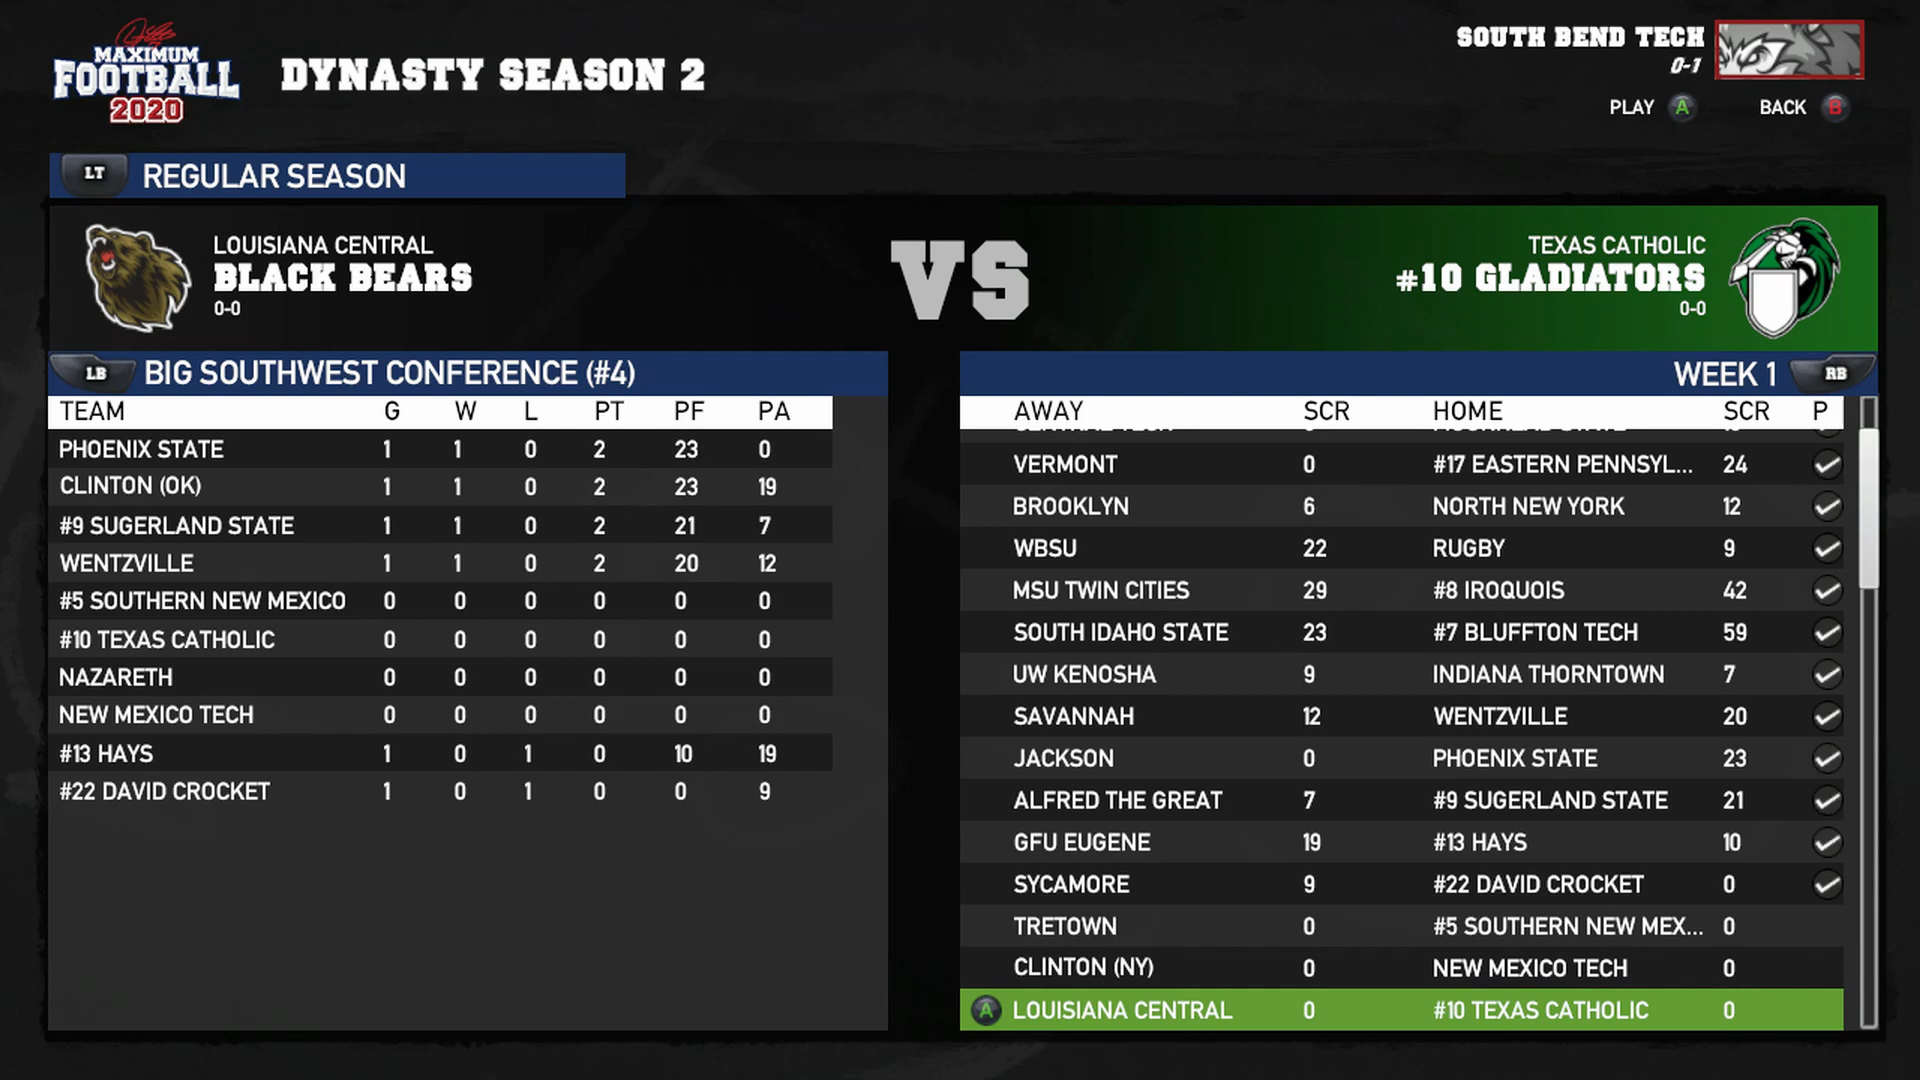 MAXIMUM
FOOTBALL
2020
DYNASTY SEASON 2
SOUTH BEND TECH
0-1
PLAY A BACK B
LT REGULAR SEASON
LOUISIANA CENTRAL
BLACK BEARS
0-0
VS
TEXAS CATHOLIC
#10 GLADIATORS
0-0
LB BIG SOUTHWEST CONFERENCE (#4)
TEAM G W L PT PF PA
PHOENIX STATE 1 1 0 2 23 0
CLINTON (OK) 1 1 0 2 23 19
#9 SUGERLAND STATE 1 1 0 2 21 7
WENTZVILLE 1 1 0 2 20 12
#5 SOUTHERN NEW MEXICO 0 0 0 0 0 0
#10 TEXAS CATHOLIC 0 0 0 0 0 0
NAZARETH 0 0 0 0 0 0
NEW MEXICO TECH 0 0 0 0 0 0
#13 HAYS 1 0 1 0 10 19
#22 DAVID CROCKET 1 0 1 0 0 9
WEEK 1 RB
AWAY SCR HOME SCR P
VERMONT 0 #17 EASTERN PENNSYL... 24
BROOKLYN 6 NORTH NEW YORK 12
WBSU 22 RUGBY 9
MSU TWIN CITIES 29 #8 IROQUOIS 42
SOUTH IDAHO STATE 23 #7 BLUFFTON TECH 59
UW KENOSHA 9 INDIANA THORNTOWN 7
SAVANNAH 12 WENTZVILLE 20
JACKSON 0 PHOENIX STATE 23
ALFRED THE GREAT 7 #9 SUGERLAND STATE 21
GFU EUGENE 19 #13 HAYS 10
SYCAMORE 9 #22 DAVID CROCKET 0
TRETOWN 0 #5 SOUTHERN NEW MEX... 0
CLINTON (NY) 0 NEW MEXICO TECH 0
A LOUISIANA CENTRAL 0 #10 TEXAS CATHOLIC 0